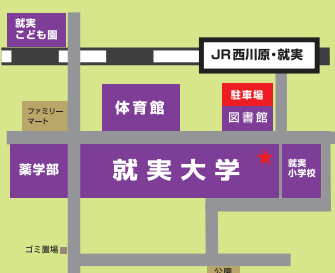 就実
こども園
JR西川原・就実
駐車場
図書館
体育館
ファミリー
マート
薬学部
就実大学
就実
小学校
ゴミ置場
公園